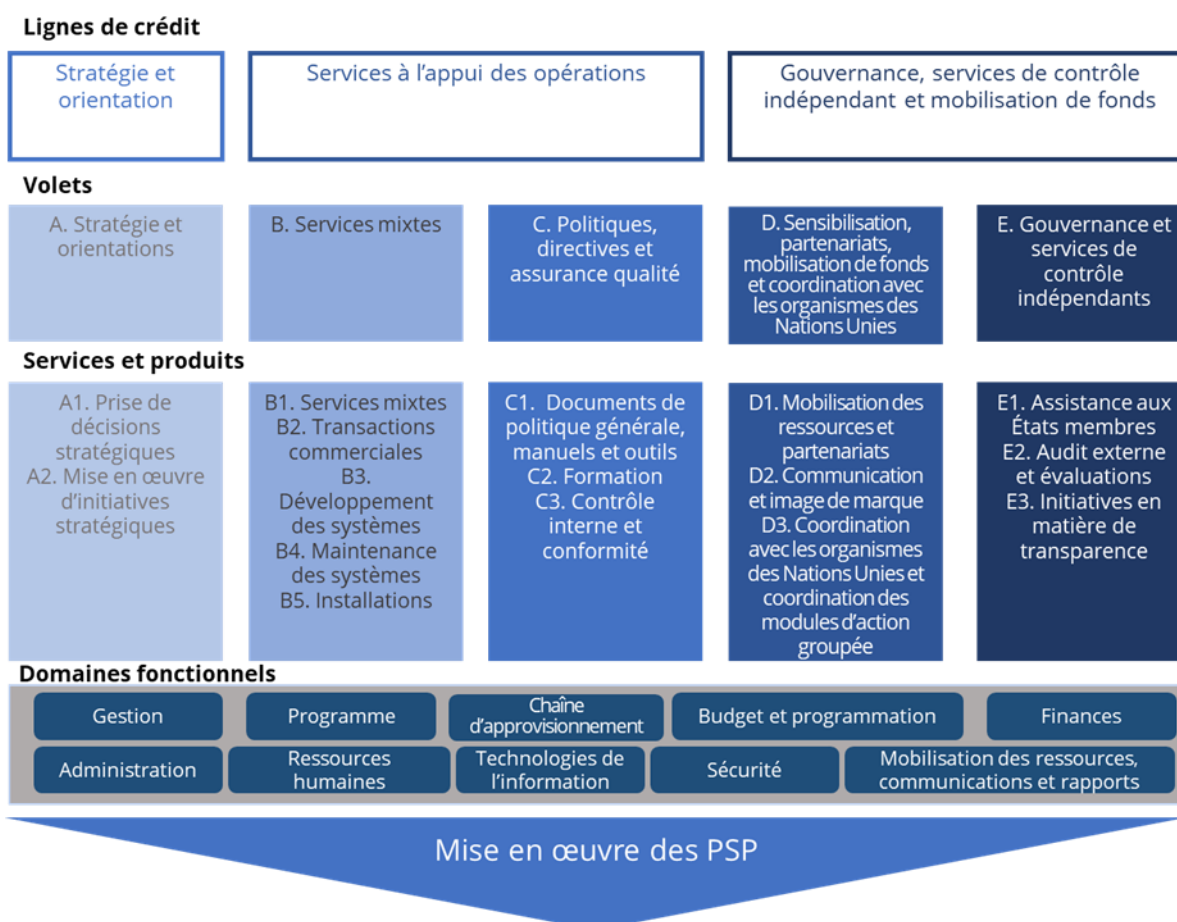 Lignes de crédit
Stratégie et
orientation
Services à l'appui des opérations
Gouvernance, services de contrôle
indépendant et mobilisation de fonds
Volets
A. Stratégie et
orientations
B. Services mixtes
C. Politiques,
directives et
assurance qualité
D. Sensibilisation,
partenariats,
mobilisation de fonds
et coordination avec
les organismes des
Nations Unies
E. Gouvernance et
services de
contrôle
indépendants
Services et produits
A1. Prise de
décisions
stratégiques
A2. Mise en œuvre
d'initiatives
stratégiques
B1. Services mixtes
B2. Transactions
commerciales
B3.
Développement
des systèmes
B4. Maintenance
des systèmes
B5. Installations
C1. Documents de
politique générale,
manuels et outils
C2. Formation
C3. Contrôle
interne et
conformité
D1. Mobilisation des
ressources et
partenariats
D2. Communication
et image de marque
D3. Coordination
avec les organismes
des Nations Unies et
coordination des
modules d'action
groupée
E1. Assistance aux
États membres
E2. Audit externe
et évaluations
E3. Initiatives en
matière de
transparence
Domaines fonctionnels
Gestion
Programme
Chaîne
d'approvisionnement
Budget et programmation
Finances
Administration
Ressources
humaines
Technologies de
l'information
Sécurité
Mobilisation des ressources,
communications et rapports
Mise en œuvre des PSP